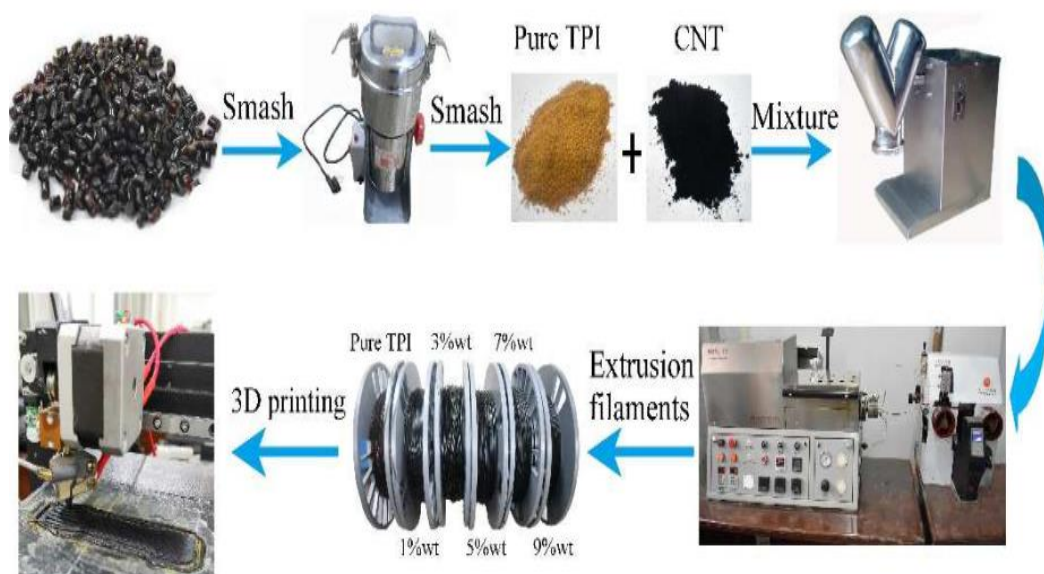 Smash
Smash
Pure TPI
CNT
+
Mixture
Extrusion
filaments
Pure TPI
3%wt
7%wt
1%wt
5%wt
9%wt
3D printing